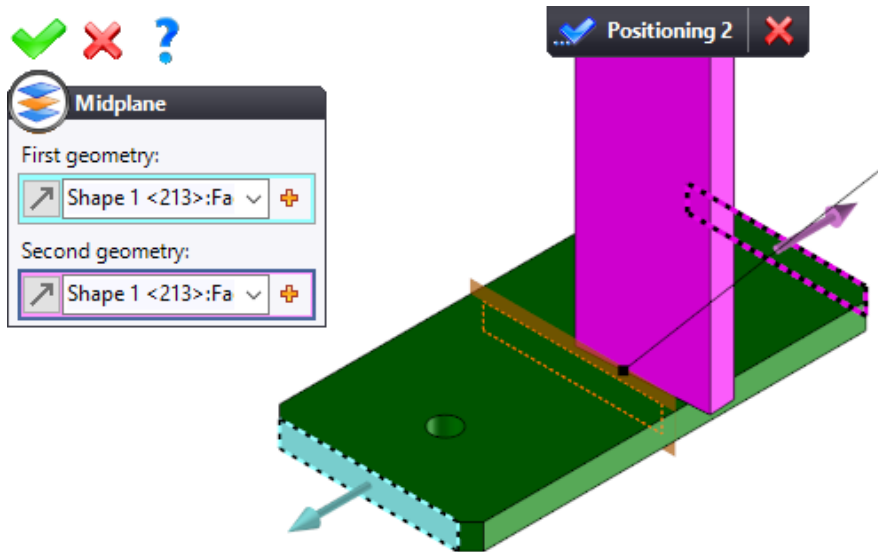 Positioning 2
Midplane
First geometry:
Shape 1 <213>:Fa
Second geometry:
Shape 1 <213>:Fa